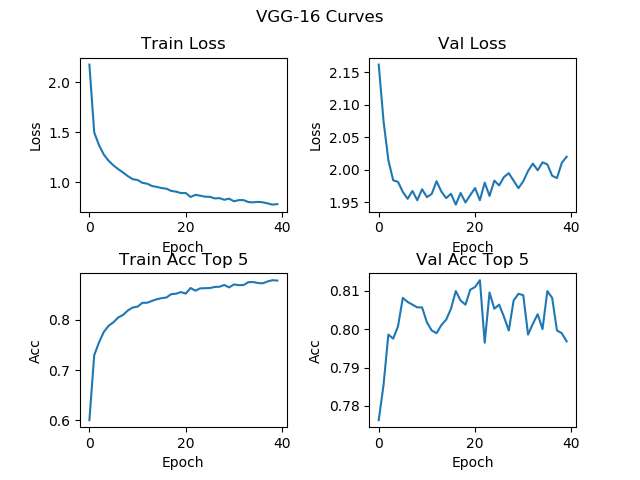 VGG-16 Curves
Train Loss
Val Loss
Loss
2.0
1.5
1.0
0
20
40
Epoch
Loss
2.15
2.10
2.05
2.00
1.95
0
20
40
Epoch
Train Acc Top 5
Val Acc Top 5
Acc
0.8
0.7
0.6
0
20
40
Epoch
Acc
0.81
0.80
0.79
0.78
0
20
40
Epoch